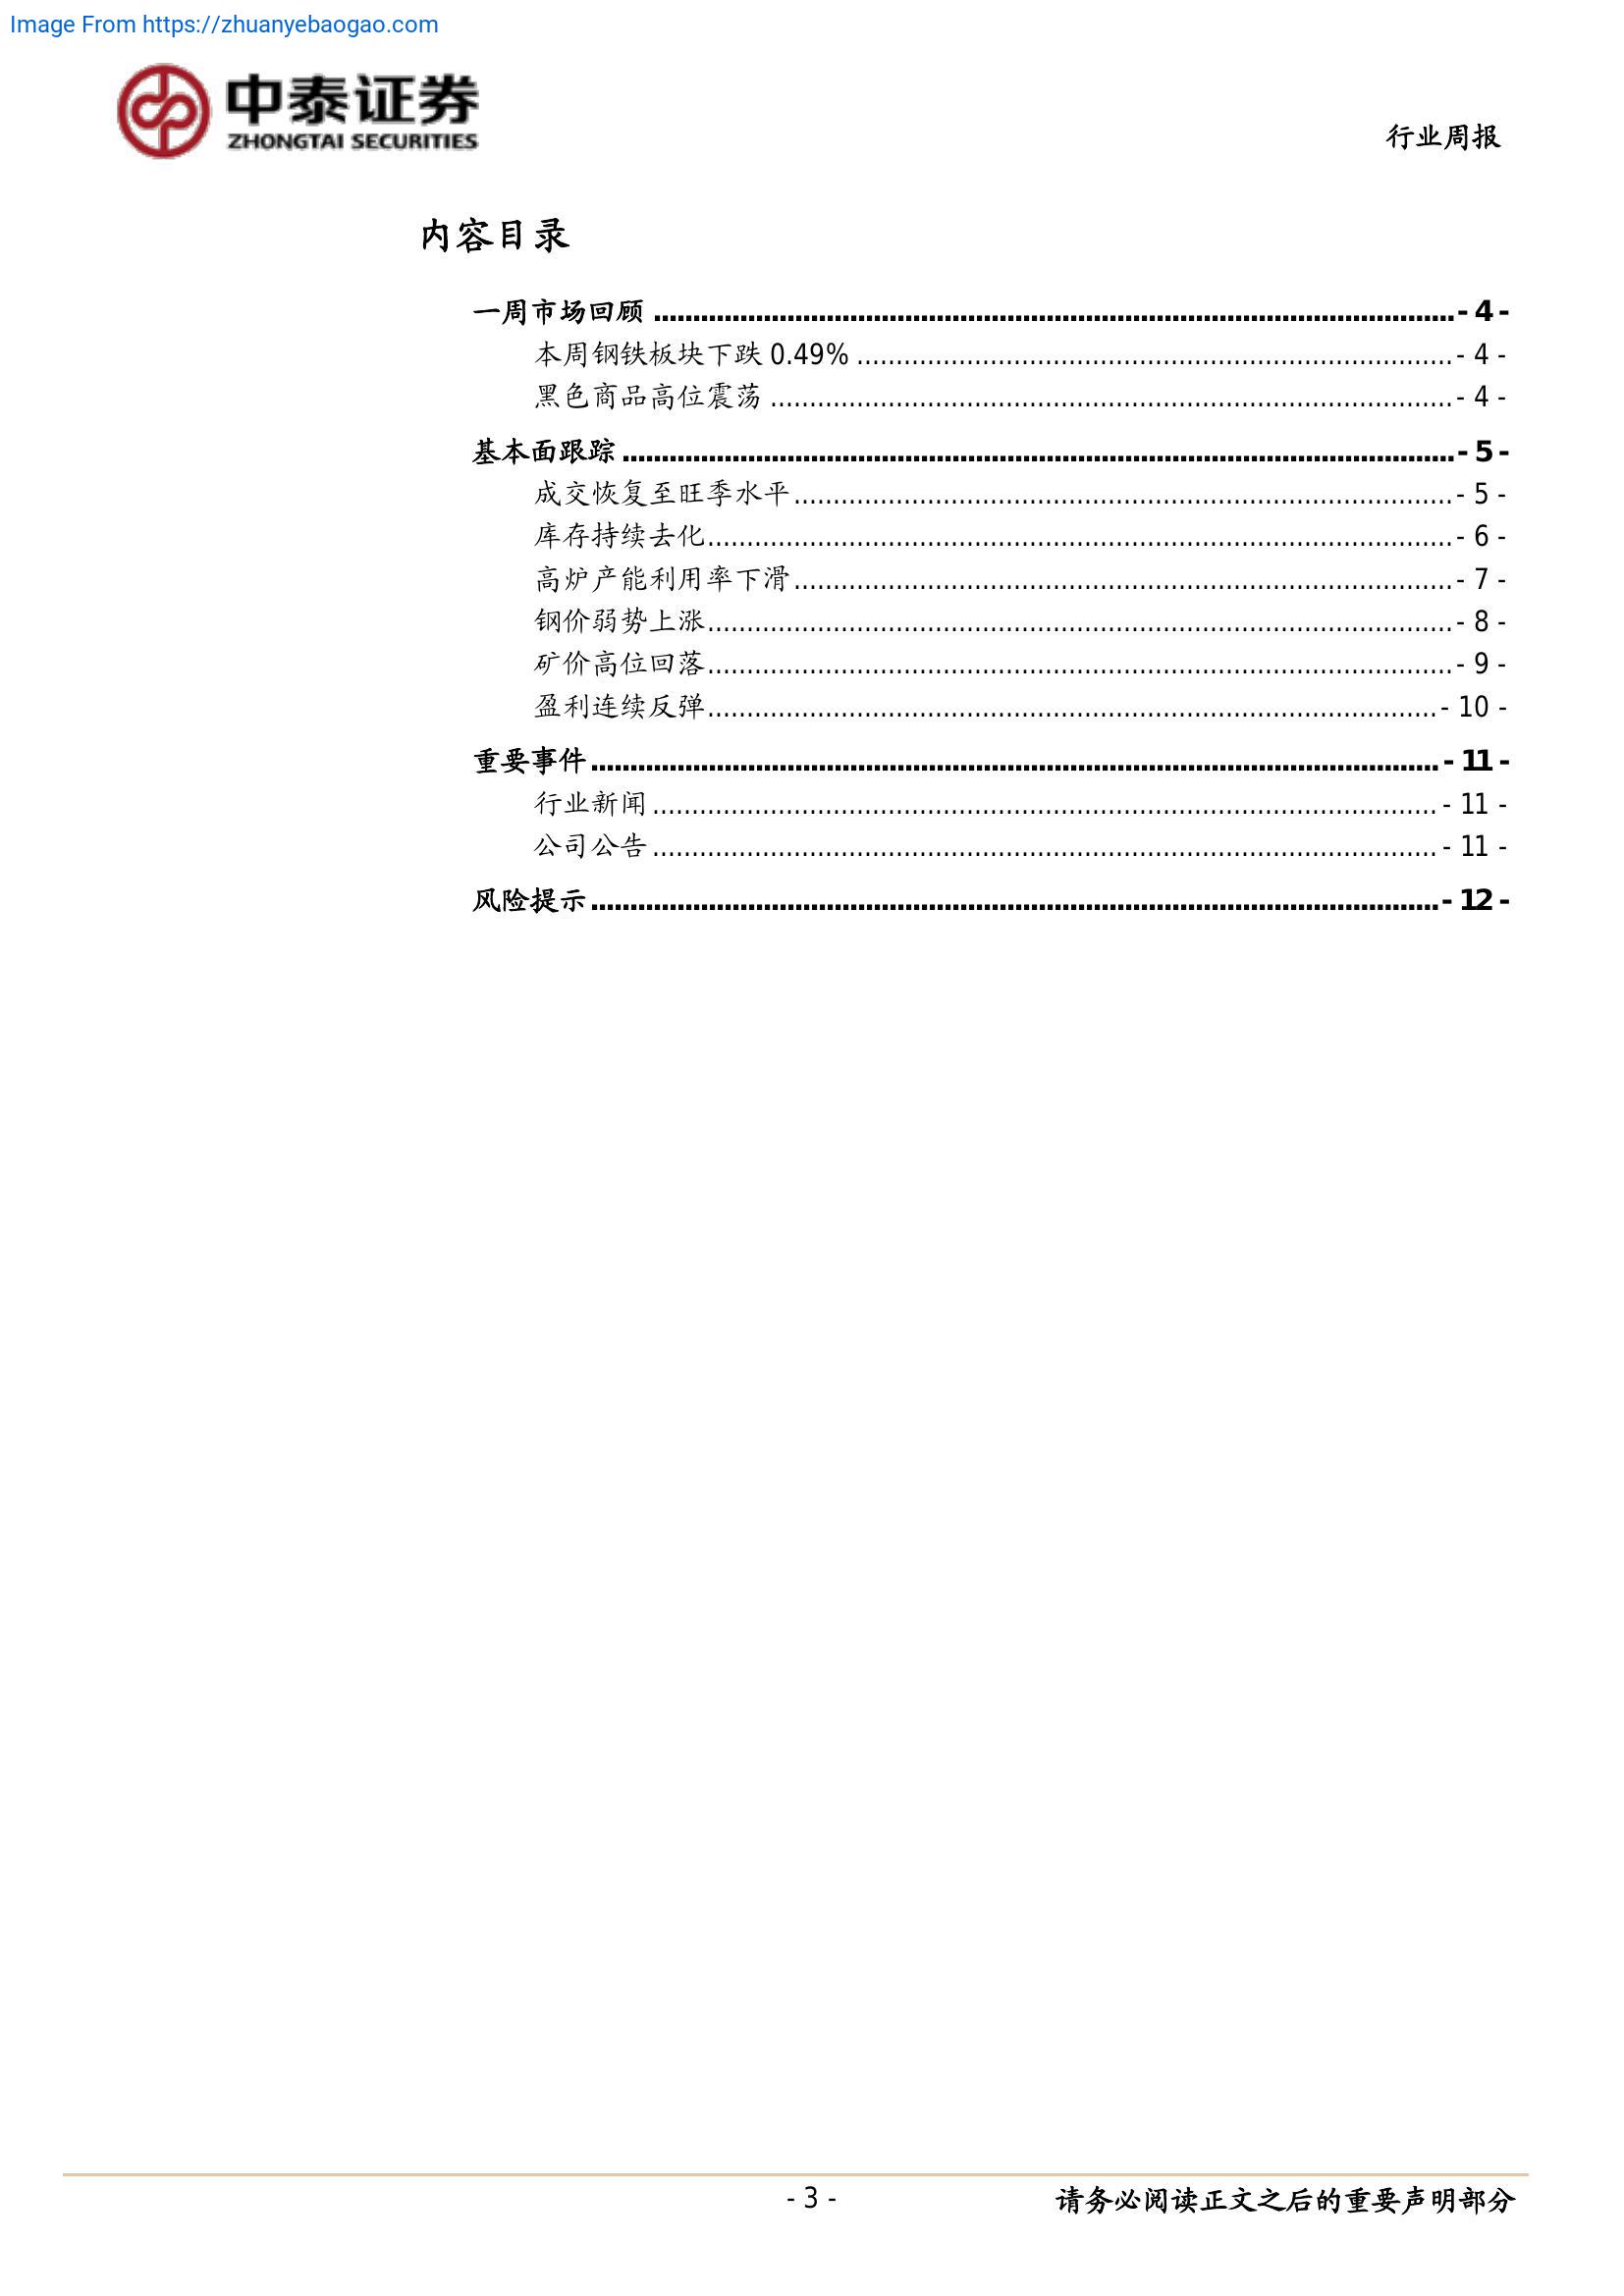 Image From https://zhuanyebaogao.com
中泰证券
ZHONGTAI SECURITIES
行业周报
内容目录
一周市场回顾 ........................................ - 4 -
本周钢铁板块下跌 0.49% ........................................ - 4 -
黑色商品高位震荡 ........................................ - 4 -
基本面跟踪 ........................................ - 5 -
成交恢复至旺季水平 ........................................ - 5 -
库存持续去化 ........................................ - 6 -
高炉产能利用率下滑 ........................................ - 7 -
钢价弱势上涨 ........................................ - 8 -
矿价高位回落 ........................................ - 9 -
盈利连续反弹 ........................................ - 10 -
重要事件 ........................................ - 11 -
行业新闻 ........................................ - 11 -
公司公告 ........................................ - 11 -
风险提示 ........................................ - 12 -
- 3 -
请务必阅读正文之后的重要声明部分